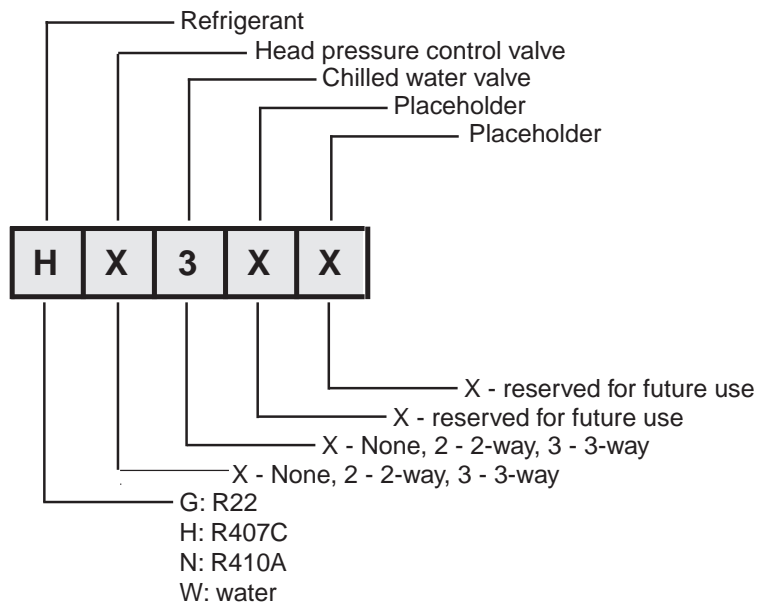 Refrigerant
Head pressure control valve
Chilled water valve
Placeholder
Placeholder
H X 3 X X
X - reserved for future use
X - reserved for future use
X - None, 2 - 2-way, 3 - 3-way
X - None, 2 - 2-way, 3 - 3-way
G: R22
H: R407C
N: R410A
W: water